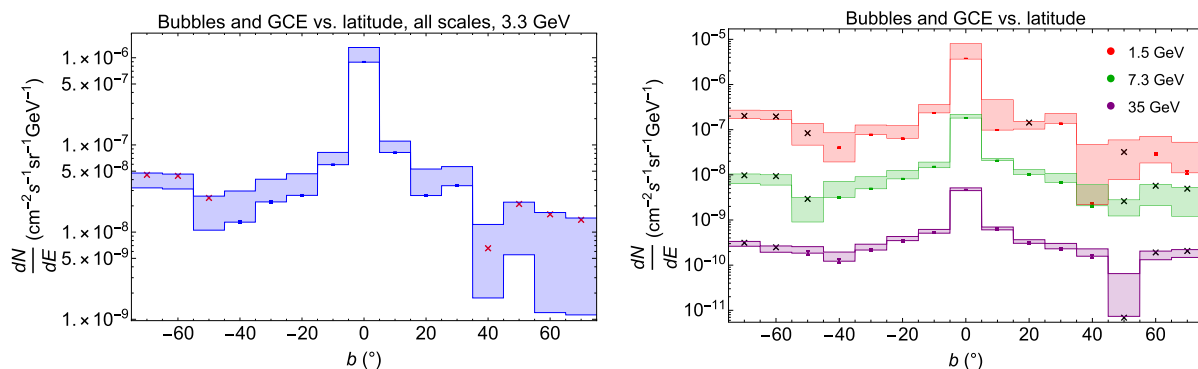 Bubbles and GCE vs. latitude, all scales, 3.3 GeV
1. × 10⁻⁶
5. × 10⁻⁷
1. × 10⁻⁷
5. × 10⁻⁸
1. × 10⁻⁸
5. × 10⁻⁹
1. × 10⁻⁹
dN/dE (cm⁻²s⁻¹sr⁻¹GeV⁻¹)
−60 −40 −20 0 20 40 60
b (°)
Bubbles and GCE vs. latitude
1.5 GeV
7.3 GeV
35 GeV
10⁻⁵
10⁻⁶
10⁻⁷
10⁻⁸
10⁻⁹
10⁻¹⁰
10⁻¹¹
dN/dE (cm⁻²s⁻¹sr⁻¹GeV⁻¹)
−60 −40 −20 0 20 40 60
b (°)